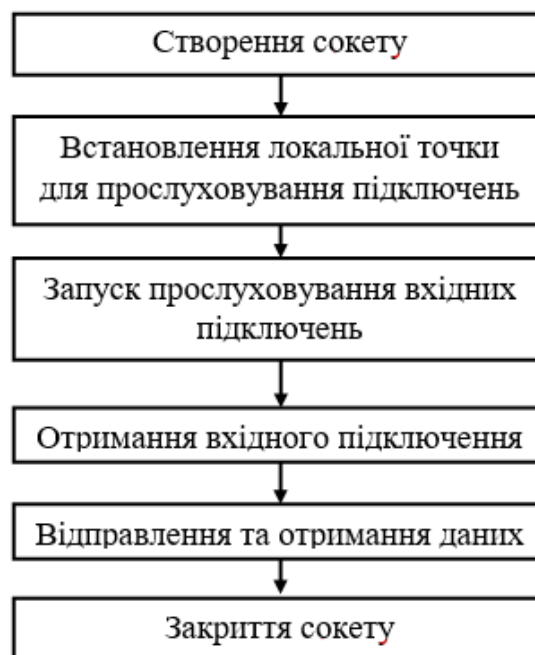 Створення сокету
Встановлення локальної точки
для прослуховування підключень
Запуск прослуховування вхідних
підключень
Отримання вхідного підключення
Відправлення та отримання даних
Закриття сокету